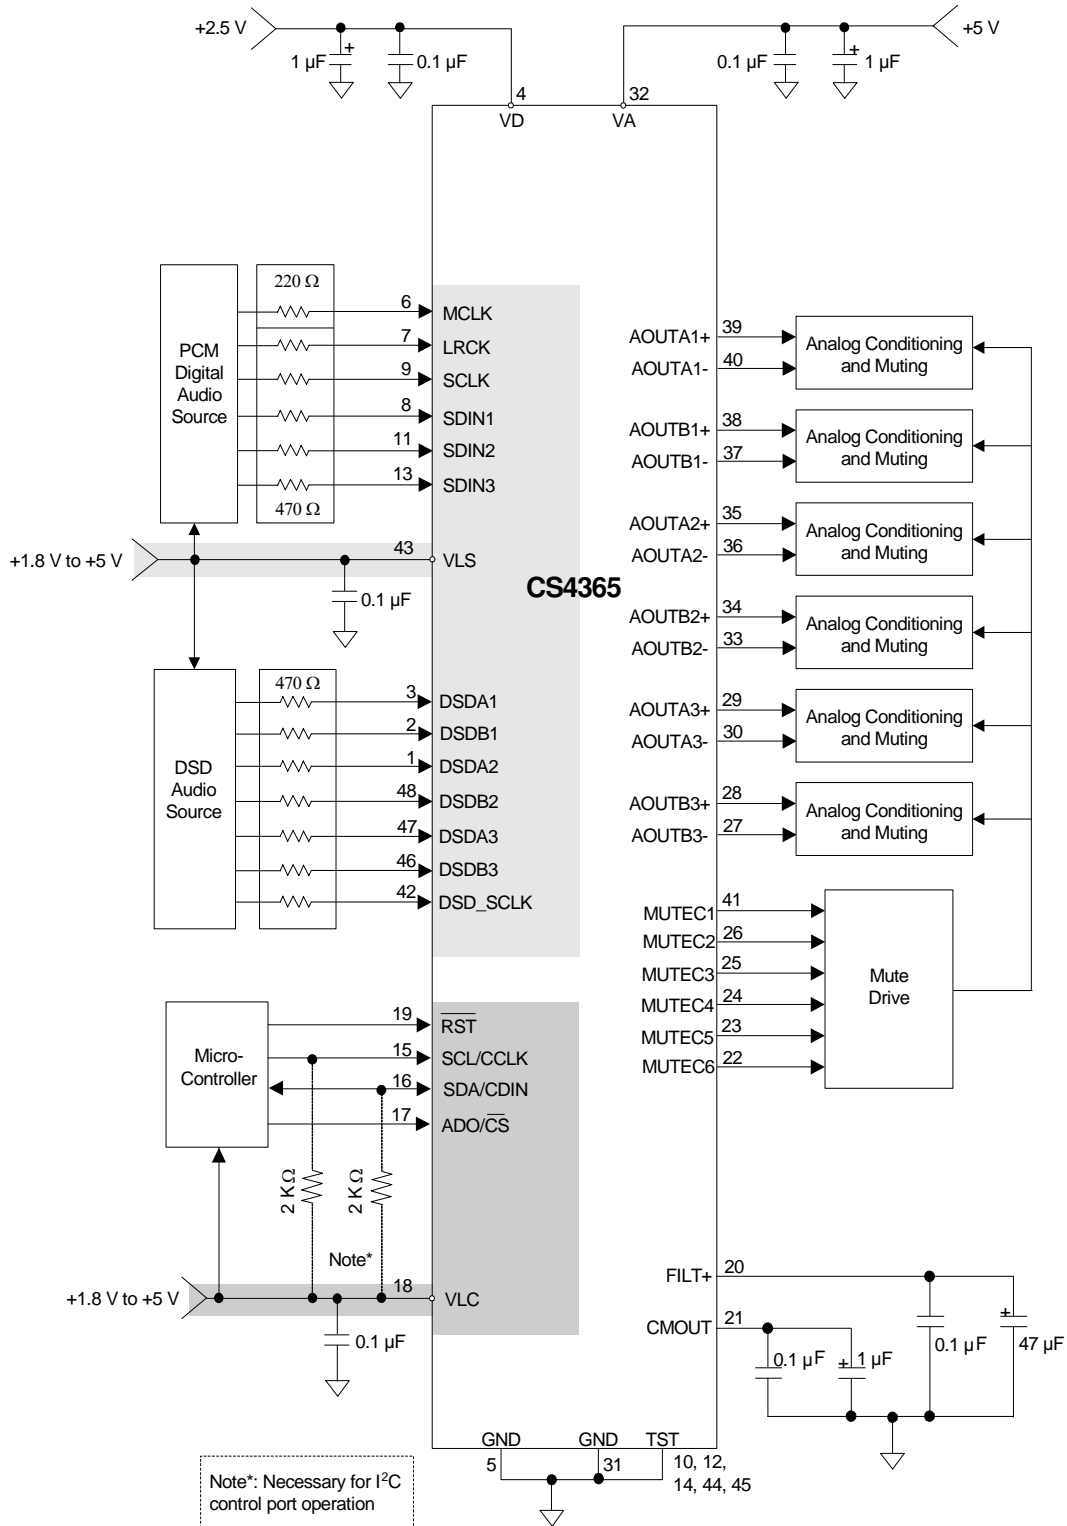 +2.5 V
+5 V
1 µF
+
0.1 µF
0.1 µF
+
1 µF
4
32
VD
VA
220 Ω
6
MCLK
7
LRCK
PCM
Digital
Audio
Source
9
SCLK
8
SDIN1
11
SDIN2
13
SDIN3
470 Ω
AOUTA1+
39
AOUTA1-
40
Analog Conditioning
and Muting
AOUTB1+
38
AOUTB1-
37
Analog Conditioning
and Muting
AOUTA2+
35
AOUTA2-
36
Analog Conditioning
and Muting
+1.8 V to +5 V
43
VLS
0.1 µF
CS4365
AOUTB2+
34
AOUTB2-
33
Analog Conditioning
and Muting
470 Ω
3
DSDA1
2
DSDB1
1
DSDA2
DSD
Audio
Source
48
DSDB2
47
DSDA3
46
DSDB3
42
DSD_SCLK
AOUTA3+
29
AOUTA3-
30
Analog Conditioning
and Muting
AOUTB3+
28
AOUTB3-
27
Analog Conditioning
and Muting
MUTEC1
41
MUTEC2
26
MUTEC3
25
MUTEC4
24
MUTEC5
23
MUTEC6
22
Mute
Drive
Micro-
Controller
19
RST
15
SCL/CCLK
16
SDA/CDIN
17
ADO/CS
2 K Ω
2 K Ω
Note*
+1.8 V to +5 V
18
VLC
0.1 µF
FILT+
20
CMOUT
21
0.1 µF
+
1 µF
0.1 µF
+
47 µF
GND
GND
TST
5
31
10, 12,
14, 44, 45
Note*: Necessary for I²C
control port operation